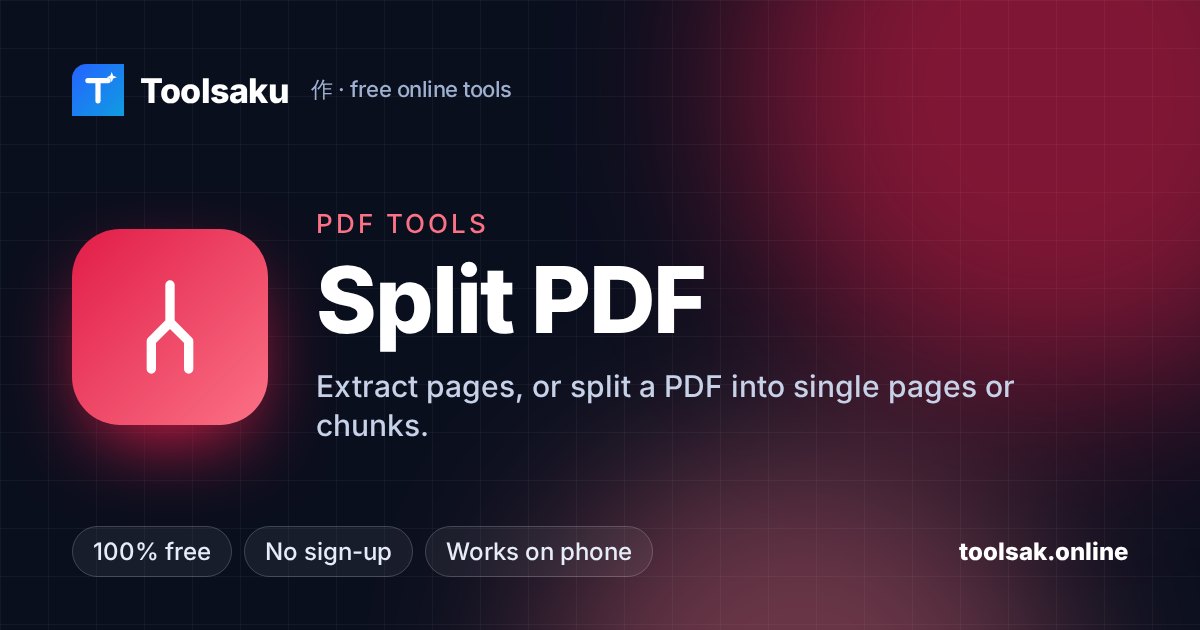 Toolsaku 作 · free online tools
PDF TOOLS
Split PDF
Extract pages, or split a PDF into single pages or
chunks.
100% free No sign-up Works on phone toolsak.online